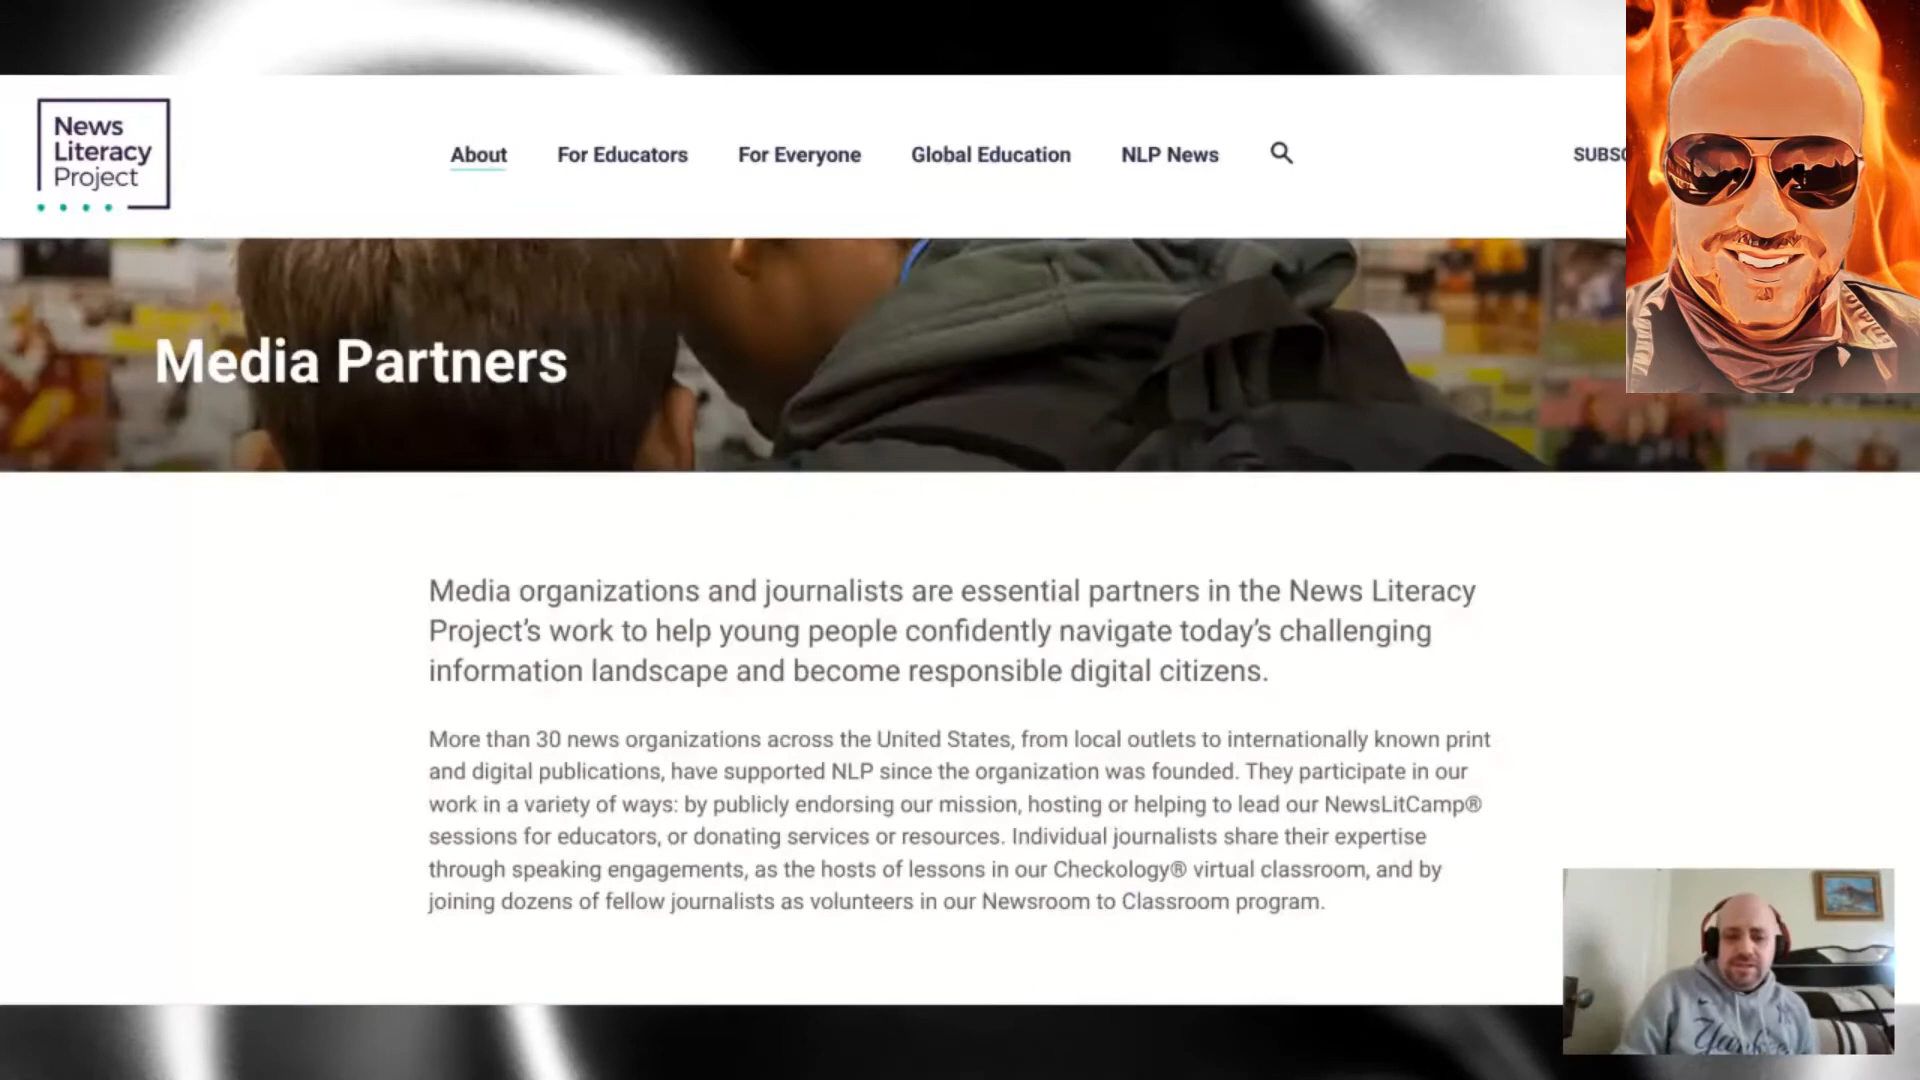 News
Literacy
Project
About
For Educators
For Everyone
Global Education
NLP News
Media Partners
Media organizations and journalists are essential partners in the News Literacy
Project’s work to help young people confidently navigate today’s challenging
information landscape and become responsible digital citizens.
More than 30 news organizations across the United States, from local outlets to internationally known print
and digital publications, have supported NLP since the organization was founded. They participate in our
work in a variety of ways: by publicly endorsing our mission, hosting or helping to lead our NewsLitCamp®
sessions for educators, or donating services or resources. Individual journalists share their expertise
through speaking engagements, as the hosts of lessons in our Checkology® virtual classroom, and by
joining dozens of fellow journalists as volunteers in our Newsroom to Classroom program.